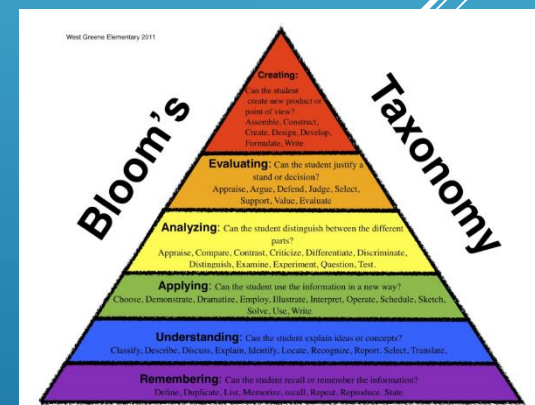 West Greene Elementary 2011
Bloom's
Taxonomy
Creating:
Can the student
create new product or
point of view?
Assemble, Construct,
Create, Design, Develop,
Formulate, Write
Evaluating: Can the student justify a
stand or decision?
Appraise, Argue, Defend, Judge, Select,
Support, Value, Evaluate
Analyzing: Can the student distinguish between the different
parts?
Appraise, Compare, Contrast, Criticize, Differentiate, Discriminate,
Distinguish, Examine, Experiment, Question, Test.
Applying: Can the student use the information in a new way?
Choose, Demonstrate, Dramatize, Employ, Illustrate, Interpret, Operate, Schedule, Sketch,
Solve, Use, Write
Understanding: Can the student explain ideas or concepts?
Classify, Describe, Discuss, Explain, Identify, Locate, Recognize, Report, Select, Translate,
Remembering: Can the student recall or remember the information?
Define, Duplicate, List, Memorize, recall, Repeat, Reproduce, State